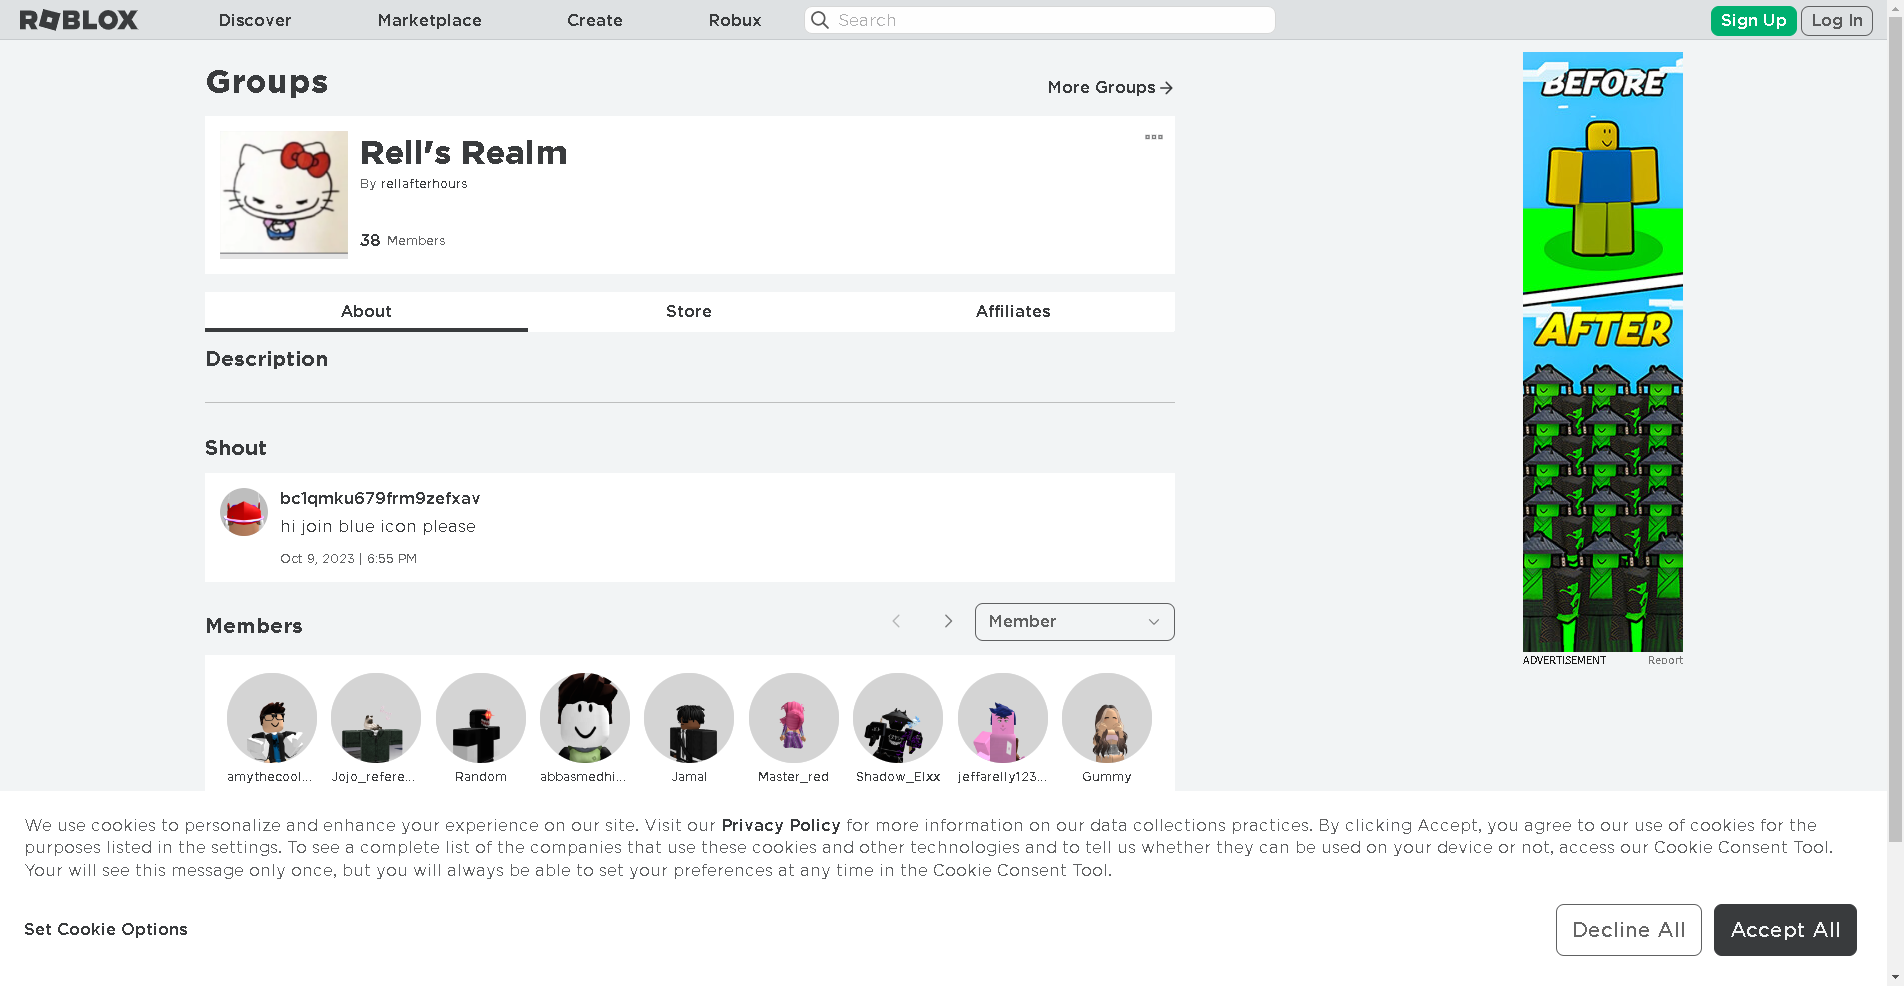 ROBLOX
Discover
Marketplace
Create
Robux
Search
Sign Up
Log In
Groups
More Groups
Rell's Realm
By rellafterhours
38 Members
About
Store
Affiliates
Description
Shout
bc1qmku679frm9zefxav
hi join blue icon please
Oct 9, 2023 | 6:55 PM
Members
Member
amythecool...
Jojo_refere...
Random
abbasmedhi...
Jamal
Master_red
Shadow_Elxx
jeffarelly123...
Gummy
BEFORE
AFTER
ADVERTISEMENT
Report
We use cookies to personalize and enhance your experience on our site. Visit our Privacy Policy for more information on our data collections practices. By clicking Accept, you agree to our use of cookies for the
purposes listed in the settings. To see a complete list of the companies that use these cookies and other technologies and to tell us whether they can be used on your device or not, access our Cookie Consent Tool.
Your will see this message only once, but you will always be able to set your preferences at any time in the Cookie Consent Tool.
Set Cookie Options
Decline All
Accept All